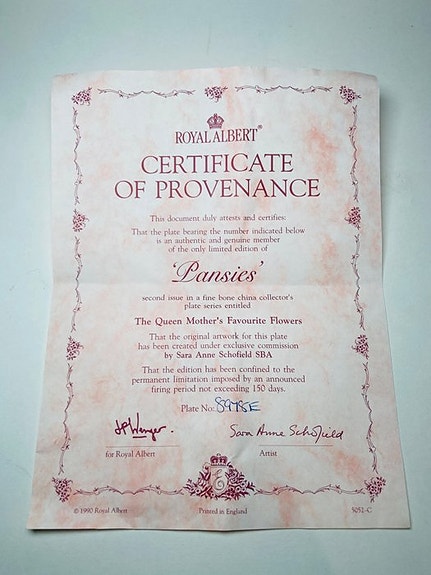 ROYAL ALBERT®
CERTIFICATE
OF PROVENANCE
This document duly attests and certifies:
That the plate bearing the number indicated below
is an authentic and genuine member
of the only limited edition of
'Pansies'
second issue in a fine bone china collector's
plate series entitled
The Queen Mother's Favourite Flowers
That the original artwork for this plate
has been created under exclusive commission
by Sara Anne Schofield SBA
That the edition has been confined to the
permanent limitation imposed by an announced
firing period not exceeding 150 days.
Plate No:
Sara Anne Schofield
for Royal Albert
Artist
E
© 1990 Royal Albert
Printed in England
5051-C